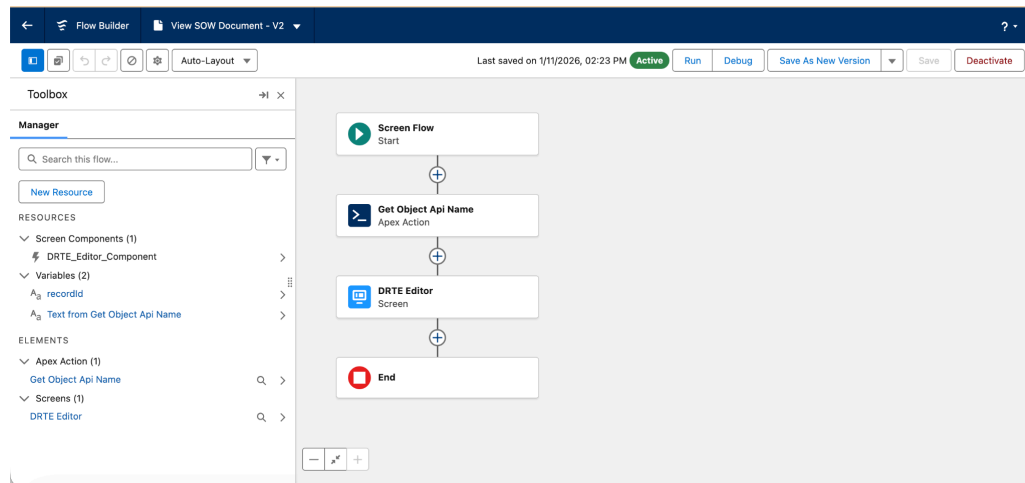 Flow Builder
View SOW Document - V2
?
Auto-Layout
Last saved on 1/11/2026, 02:23 PM
Active
Run
Debug
Save As New Version
Save
Deactivate
Toolbox
Manager
Search this flow...
New Resource
RESOURCES
Screen Components (1)
DRTE_Editor_Component
Variables (2)
Aa recordId
Aa Text from Get Object Api Name
ELEMENTS
Apex Action (1)
Get Object Api Name
Screens (1)
DRTE Editor
Screen Flow
Start
Get Object Api Name
Apex Action
DRTE Editor
Screen
End